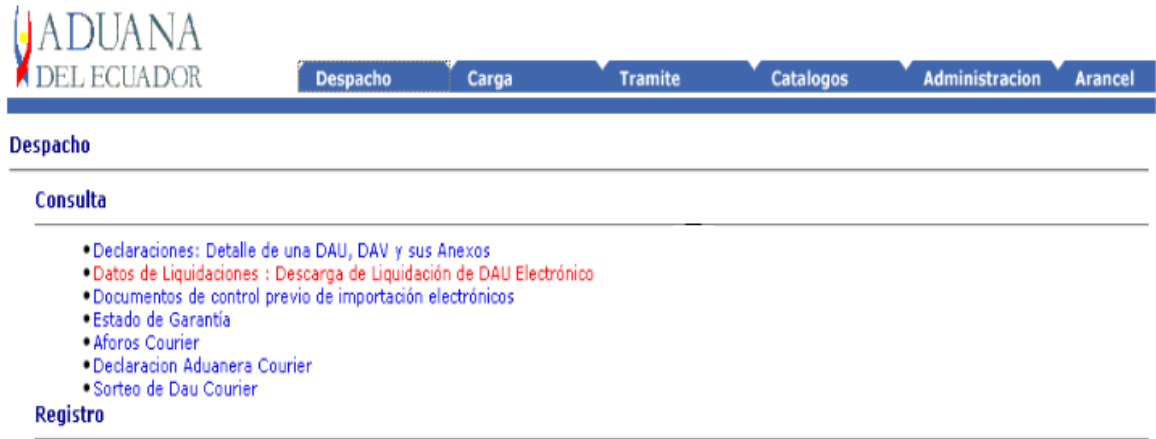 ADUANA
DEL ECUADOR
Despacho Carga Tramite Catalogos Administracion Arancel
Despacho
Consulta
•Declaraciones: Detalle de una DAU, DAV y sus Anexos
•Datos de Liquidaciones : Descarga de Liquidación de DAU Electrónico
•Documentos de control previo de importación electrónicos
•Estado de Garantía
•Aforos Courier
•Declaracion Aduanera Courier
•Sorteo de Dau Courier
Registro